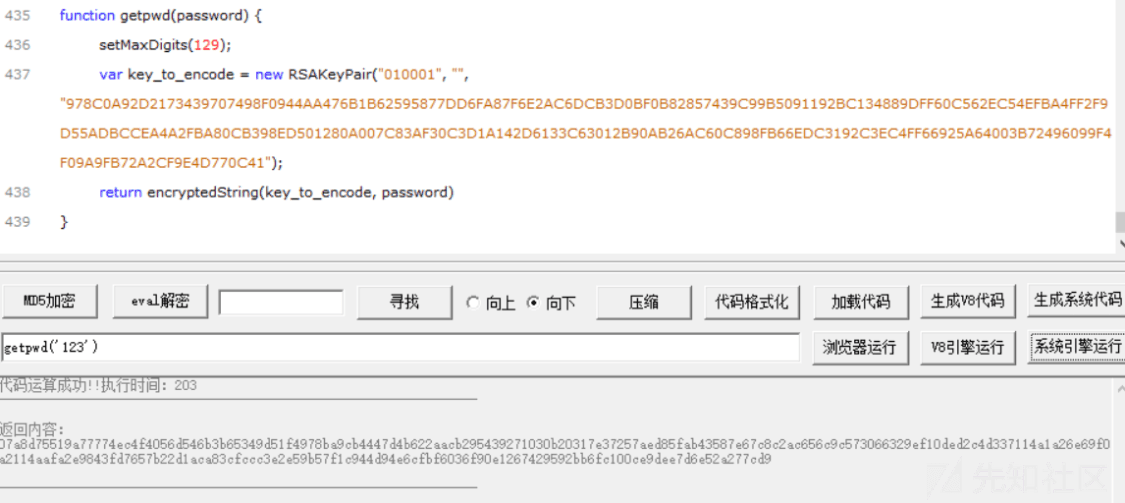 435 function getpwd(password) {
436 setMaxDigits(129);
437 var key_to_encode = new RSAKeyPair("010001", "",
"978C0A92D2173439707498F0944AA476B1B62595877DD6FA87F6E2AC6DCB3D0BF0B82857439C99B5091192BC134889DFF60C562EC54EFBA4FF2F9
D55ADBCCEA4A2FBA80CB398ED501280A007C83AF30C3D1A142D6133C63012B90AB26AC60C898FB66EDC3192C3EC4FF66925A64003B72496099F4
F09A9FB72A2CF9E4D770C41");
438 return encryptedString(key_to_encode, password)
439 }
MD5加密 eval解密 寻找 向上 向下 压缩 代码格式化 加载代码 生成V8代码 生成系统代码
getpwd('123') 浏览器运行 V8引擎运行 系统引擎运行
代码运算成功!!执行时间: 203
返回内容:
07a8d75519a77774ec4f4056d546b3b65349d51f4978ba9cb4447d4b622aacb295439271030b20317e37257aed85fab43587e67c8c2ac656c9c573066329ef10ded2c4d337114a1a26e69f0
a2114aafa2e9843fd7657b22d1aca83cfccc3e2e59b57f1c944d94e6cfbf6036f90e1267429592bb6fc100ce9dee7d6e52a277cd9
先知社区